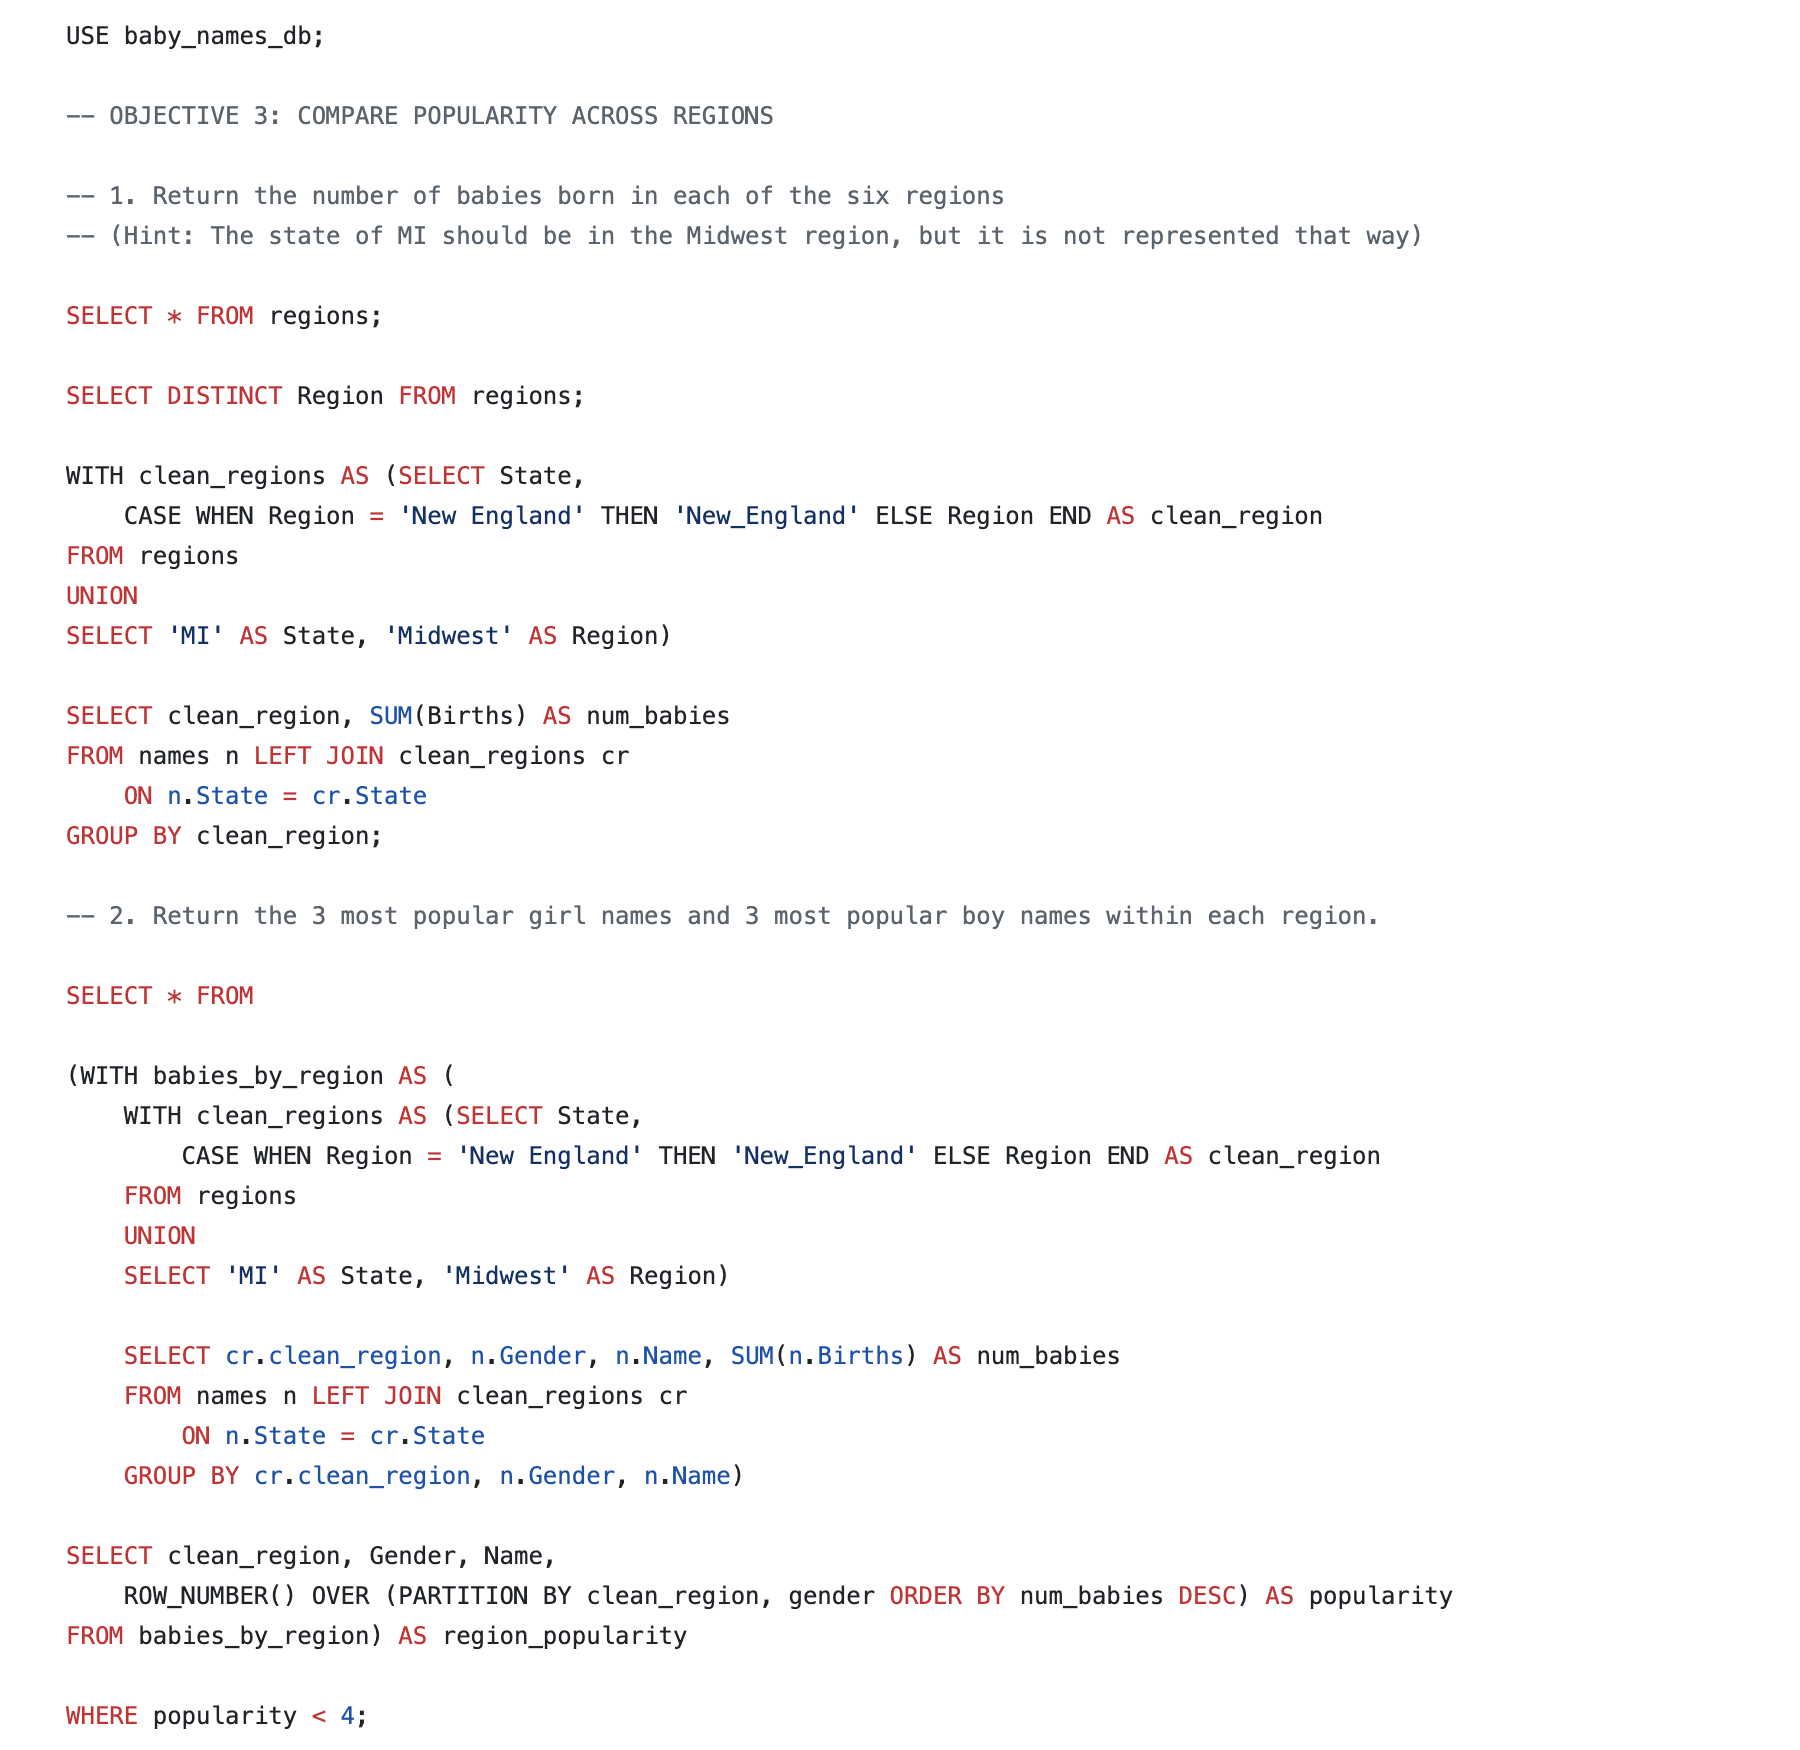 USE baby_names_db;
-- OBJECTIVE 3: COMPARE POPULARITY ACROSS REGIONS
-- 1. Return the number of babies born in each of the six regions
-- (Hint: The state of MI should be in the Midwest region, but it is not represented that way)
SELECT * FROM regions;
SELECT DISTINCT Region FROM regions;
WITH clean_regions AS (SELECT State,
    CASE WHEN Region = 'New England' THEN 'New_England' ELSE Region END AS clean_region
FROM regions
UNION
SELECT 'MI' AS State, 'Midwest' AS Region)
SELECT clean_region, SUM(Births) AS num_babies
FROM names n LEFT JOIN clean_regions cr
    ON n.State = cr.State
GROUP BY clean_region;
-- 2. Return the 3 most popular girl names and 3 most popular boy names within each region.
SELECT * FROM
(WITH babies_by_region AS (
    WITH clean_regions AS (SELECT State,
        CASE WHEN Region = 'New England' THEN 'New_England' ELSE Region END AS clean_region
    FROM regions
    UNION
    SELECT 'MI' AS State, 'Midwest' AS Region)
    SELECT cr.clean_region, n.Gender, n.Name, SUM(n.Births) AS num_babies
    FROM names n LEFT JOIN clean_regions cr
        ON n.State = cr.State
    GROUP BY cr.clean_region, n.Gender, n.Name)
SELECT clean_region, Gender, Name,
    ROW_NUMBER() OVER (PARTITION BY clean_region, gender ORDER BY num_babies DESC) AS popularity
FROM babies_by_region) AS region_popularity
WHERE popularity < 4;